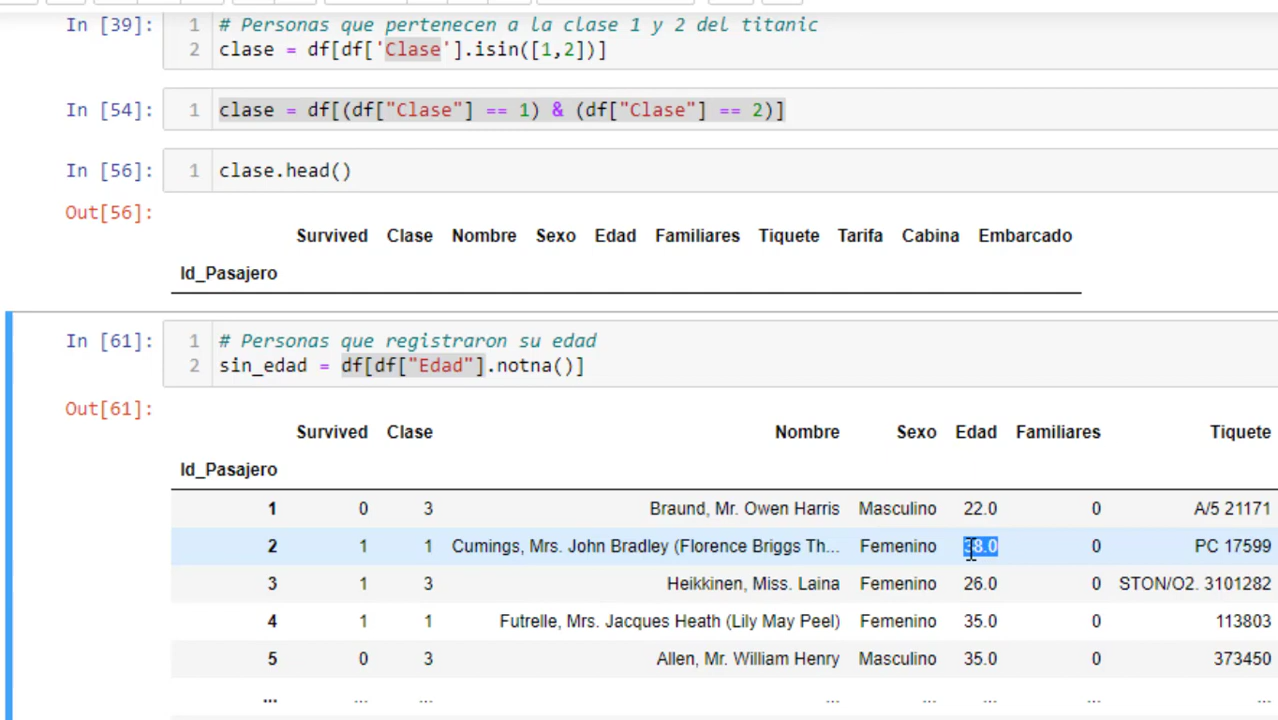 In [39]:
1 # Personas que pertenecen a la clase 1 y 2 del titanic
2 clase = df[df['Clase'].isin([1,2])]
In [54]:
1 clase = df[(df["Clase"] == 1) & (df["Clase"] == 2)]
In [56]:
1 clase.head()
Out[56]:
Survived Clase Nombre Sexo Edad Familiares Tiquete Tarifa Cabina Embarcado
Id_Pasajero
In [61]:
1 # Personas que registraron su edad
2 sin_edad = df[df["Edad"].notna()]
Out[61]:
Survived Clase Nombre Sexo Edad Familiares Tiquete
Id_Pasajero
1 0 3 Braund, Mr. Owen Harris Masculino 22.0 0 A/5 21171
2 1 1 Cumings, Mrs. John Bradley (Florence Briggs Th... Femenino 38.0 0 PC 17599
3 1 3 Heikkinen, Miss. Laina Femenino 26.0 0 STON/O2. 3101282
4 1 1 Futrelle, Mrs. Jacques Heath (Lily May Peel) Femenino 35.0 0 113803
5 0 3 Allen, Mr. William Henry Masculino 35.0 0 373450
... ... ... ... ... ... ... ...